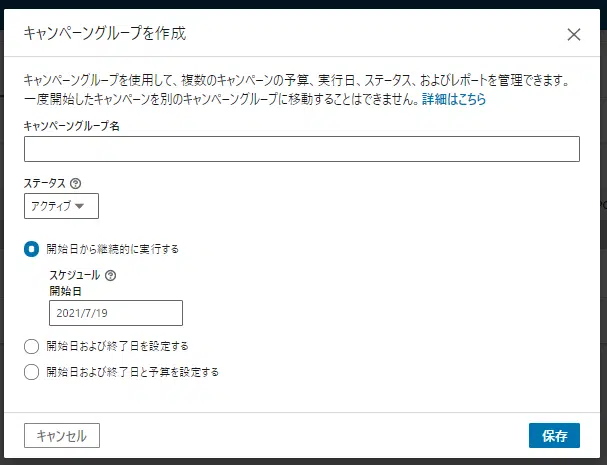 キャンペーングループを作成
キャンペーングループを使用して、複数のキャンペーンの予算、実行日、ステータス、およびレポートを管理できます。
一度開始したキャンペーンを別のキャンペーングループに移動することはできません。詳細はこちら
キャンペーングループ名
ステータス
アクティブ
開始日から継続的に実行する
スケジュール
開始日
2021/7/19
開始日および終了日を設定する
開始日および終了日と予算を設定する
キャンセル
保存